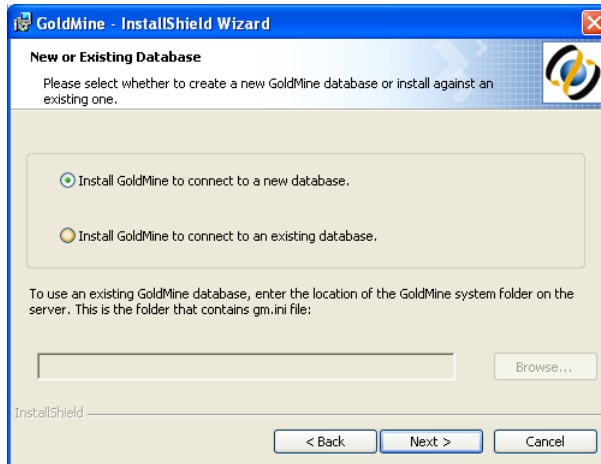 GoldMine - InstallShield Wizard
New or Existing Database
Please select whether to create a new GoldMine database or install against an
existing one.
Install GoldMine to connect to a new database.
Install GoldMine to connect to an existing database.
To use an existing GoldMine database, enter the location of the GoldMine system folder on the
server. This is the folder that contains gm.ini file:
Browse...
InstallShield
< Back
Next >
Cancel